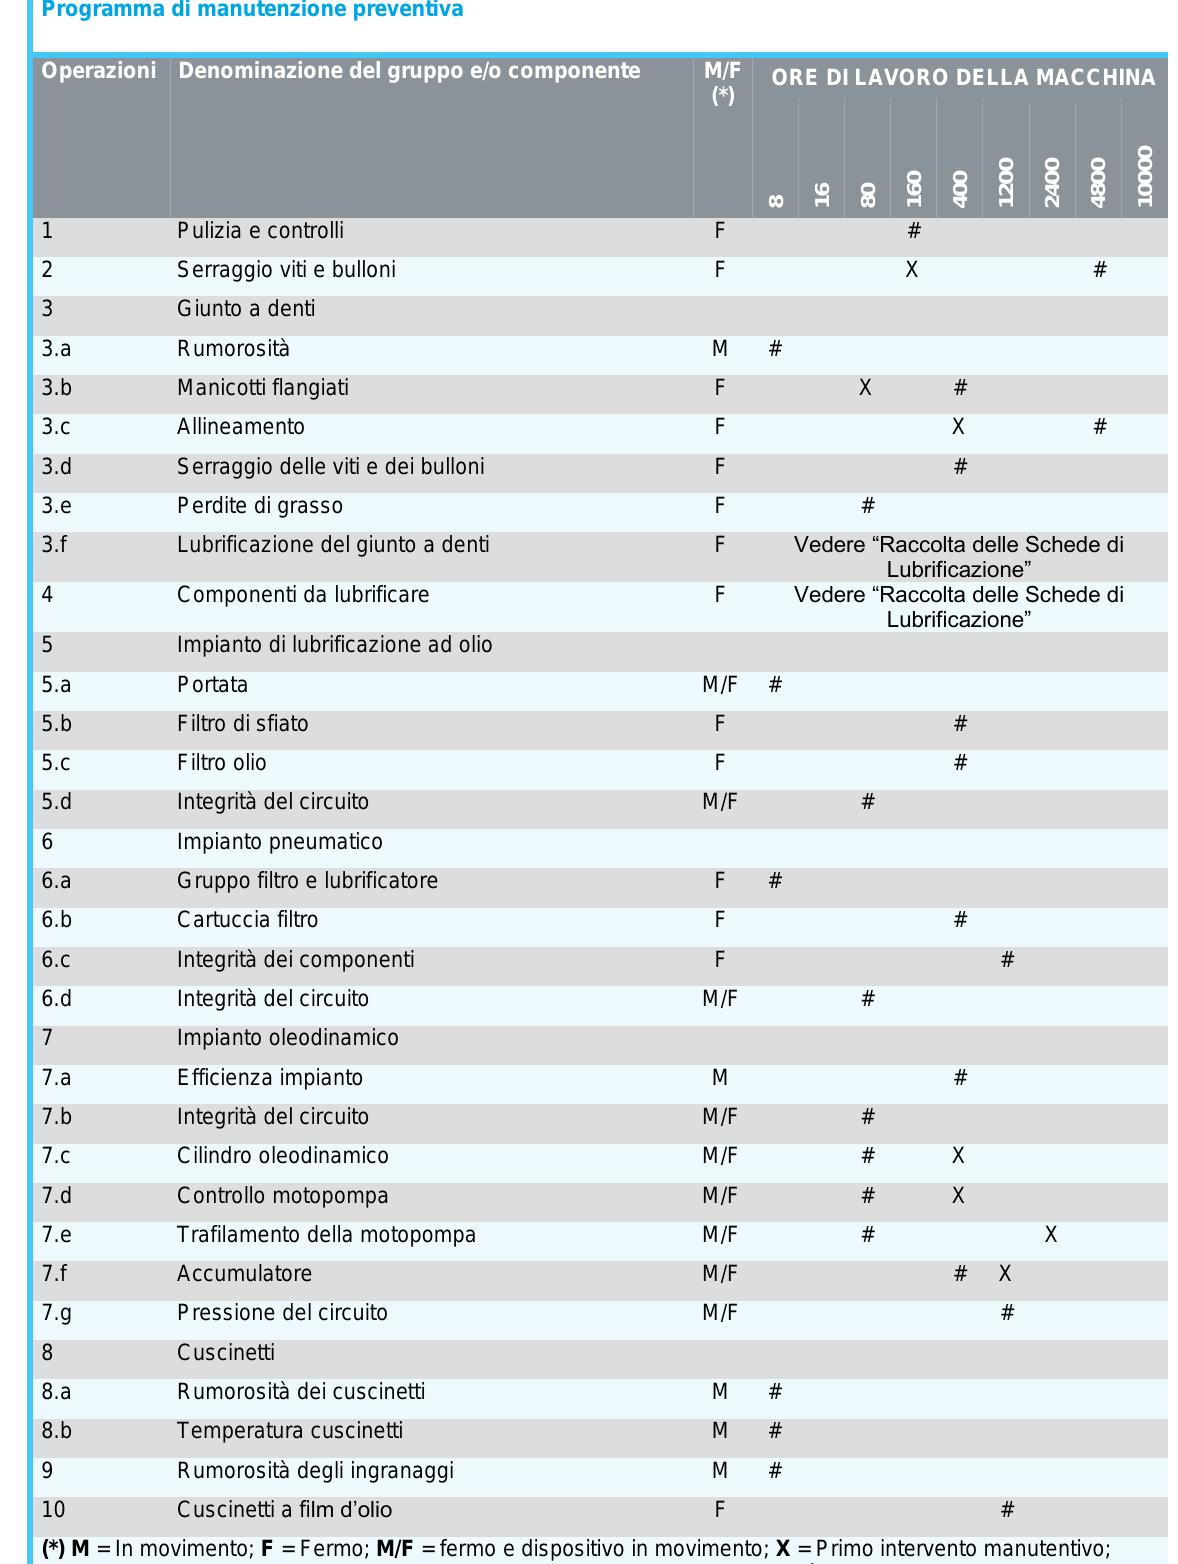 Programma di manutenzione preventiva
Operazioni Denominazione del gruppo e/o componente M/F (*) ORE DI LAVORO DELLA MACCHINA
8 16 80 160 400 1200 2400 4800 10000
1 Pulizia e controlli F #
2 Serraggio viti e bulloni F X #
3 Giunto a denti
3.a Rumorosità M #
3.b Manicotti flangiati F X #
3.c Allineamento F X #
3.d Serraggio delle viti e dei bulloni F #
3.e Perdite di grasso F #
3.f Lubrificazione del giunto a denti F Vedere “Raccolta delle Schede di
Lubrificazione”
4 Componenti da lubrificare F Vedere “Raccolta delle Schede di
Lubrificazione”
5 Impianto di lubrificazione ad olio
5.a Portata M/F #
5.b Filtro di sfiato F #
5.c Filtro olio F #
5.d Integrità del circuito M/F #
6 Impianto pneumatico
6.a Gruppo filtro e lubrificatore F #
6.b Cartuccia filtro F #
6.c Integrità dei componenti F #
6.d Integrità del circuito M/F #
7 Impianto oleodinamico
7.a Efficienza impianto M #
7.b Integrità del circuito M/F #
7.c Cilindro oleodinamico M/F # X
7.d Controllo motopompa M/F # X
7.e Trafilamento della motopompa M/F # X
7.f Accumulatore M/F # X
7.g Pressione del circuito M/F #
8 Cuscinetti
8.a Rumorosità dei cuscinetti M #
8.b Temperatura cuscinetti M #
9 Rumorosità degli ingranaggi M #
10 Cuscinetti a film d’olio F #
(*) M = In movimento; F = Fermo; M/F = fermo e dispositivo in movimento; X = Primo intervento manutentivo;